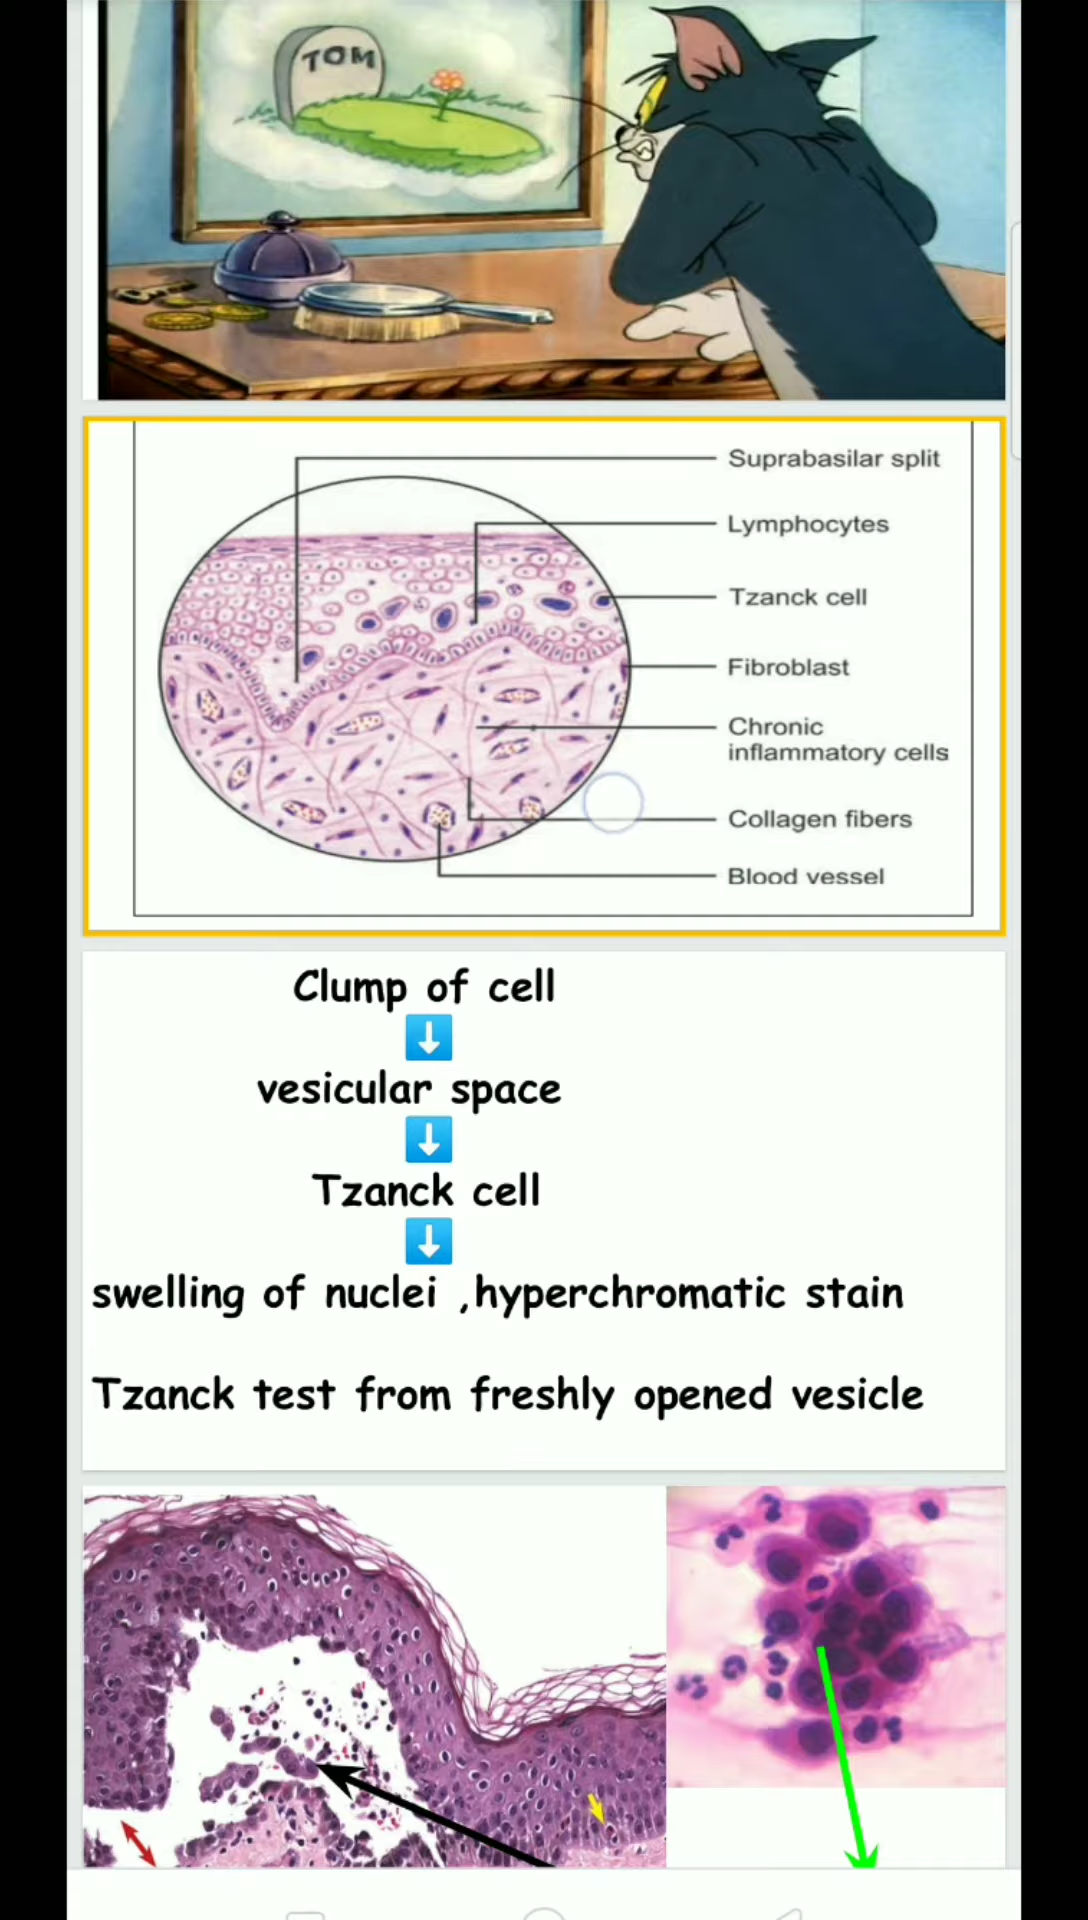 TOM
Suprabasilar split
Lymphocytes
Tzanck cell
Fibroblast
Chronic
inflammatory cells
Collagen fibers
Blood vessel
Clump of cell
vesicular space
Tzanck cell
swelling of nuclei ,hyperchromatic stain
Tzanck test from freshly opened vesicle